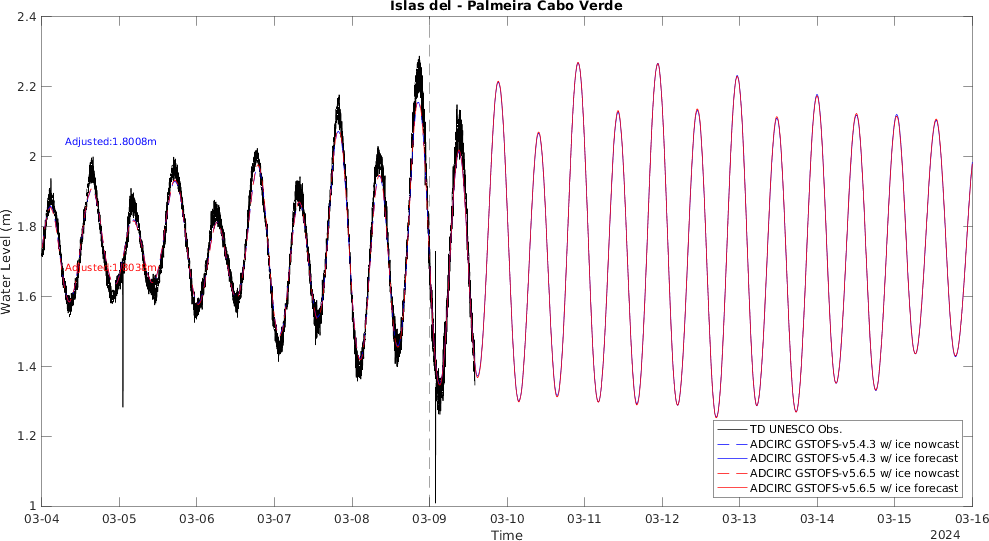 Islas del - Palmeira Cabo Verde
2.4
2.2
2
1.8
1.6
1.4
1.2
1
Water Level (m)
Adjusted:1.8008m
Adjusted:1.8038m
TD UNESCO Obs.
ADCIRC GSTOFS-v5.4.3 w/ ice nowcast
ADCIRC GSTOFS-v5.4.3 w/ ice forecast
ADCIRC GSTOFS-v5.6.5 w/ ice nowcast
ADCIRC GSTOFS-v5.6.5 w/ ice forecast
03-04 03-05 03-06 03-07 03-08 03-09 03-10 03-11 03-12 03-13 03-14 03-15 03-16
Time
2024